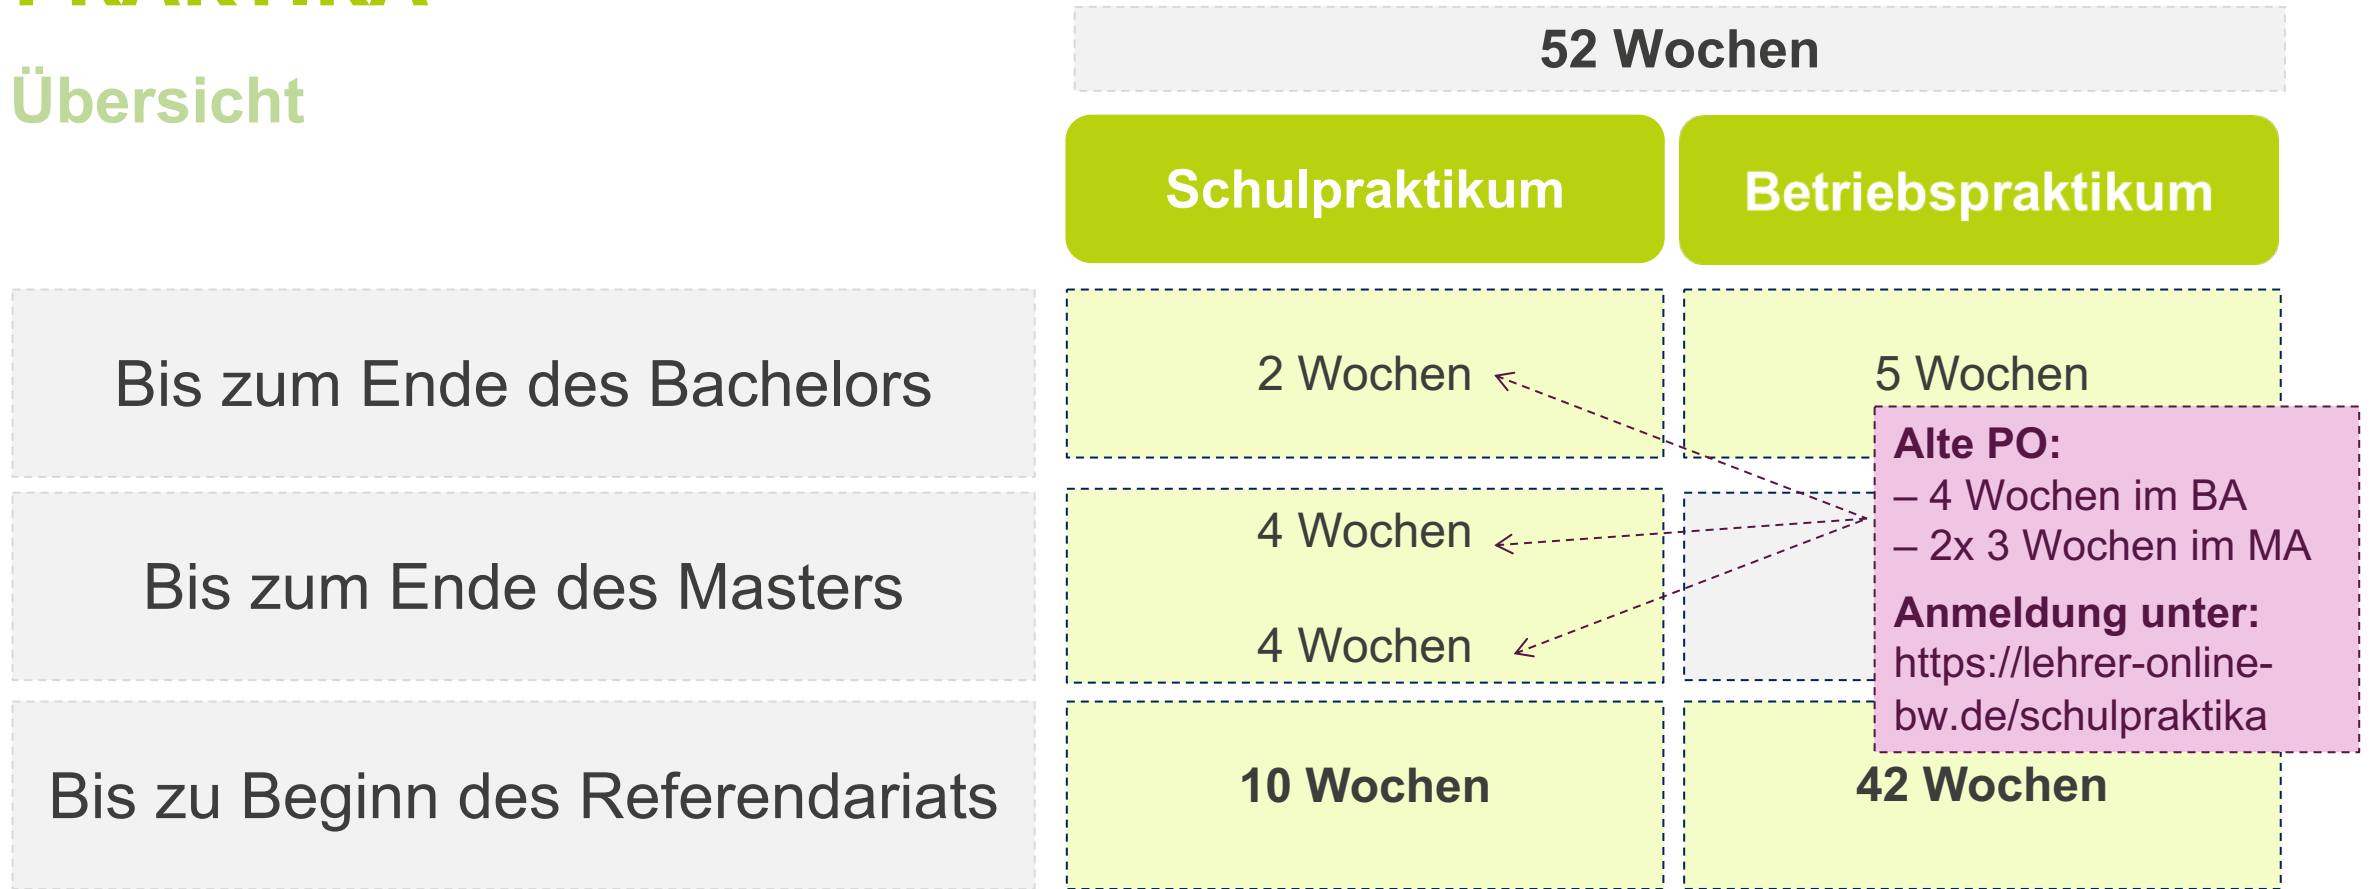 PRAKTIKA
Übersicht
52 Wochen
Schulpraktikum
Betriebspraktikum
Bis zum Ende des Bachelors
2 Wochen
5 Wochen
Bis zum Ende des Masters
4 Wochen
4 Wochen
Alte PO:
– 4 Wochen im BA
– 2x 3 Wochen im MA
Anmeldung unter:
https://lehrer-online-
bw.de/schulpraktika
Bis zu Beginn des Referendariats
10 Wochen
42 Wochen